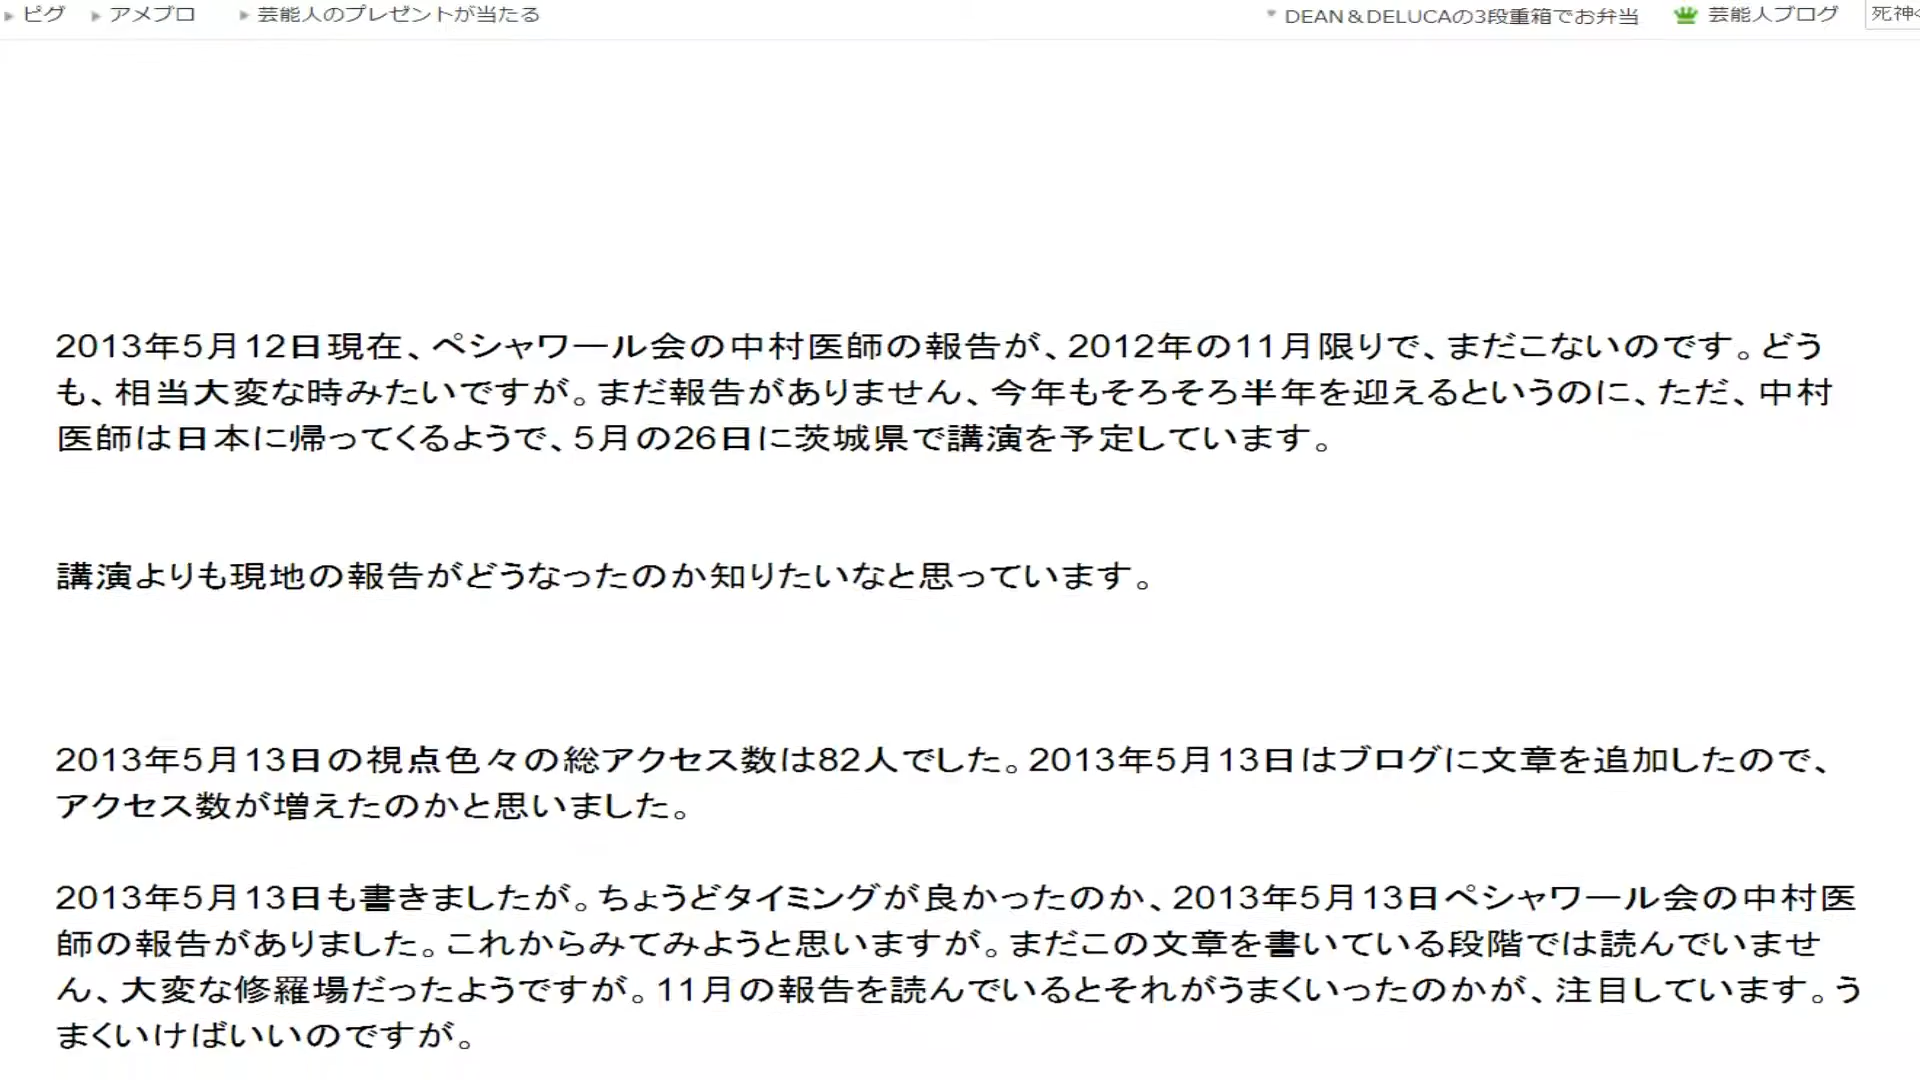 ピグ アメブロ 芸能人のプレゼントが当たる DEAN＆DELUCAの3段重箱でお弁当 芸能人ブログ 死神
2013年5月12日現在、ペシャワール会の中村医師の報告が、2012年の11月限りで、まだこないのです。どう
も、相当大変な時みたいですが。まだ報告がありません、今年もそろそろ半年を迎えるというのに、ただ、中村
医師は日本に帰ってくるようで、5月の26日に茨城県で講演を予定しています。
講演よりも現地の報告がどうなったのか知りたいなと思っています。
2013年5月13日の視点色々の総アクセス数は82人でした。2013年5月13日はブログに文章を追加したので、
アクセス数が増えたのかと思いました。
2013年5月13日も書きましたが。ちょうどタイミングが良かったのか、2013年5月13日ペシャワール会の中村医
師の報告がありました。これからみてみようと思いますが。まだこの文章を書いている段階では読んでいませ
ん、大変な修羅場だったようですが。11月の報告を読んでいるとそれがうまくいったのかが、注目しています。う
まくいけばいいのですが。